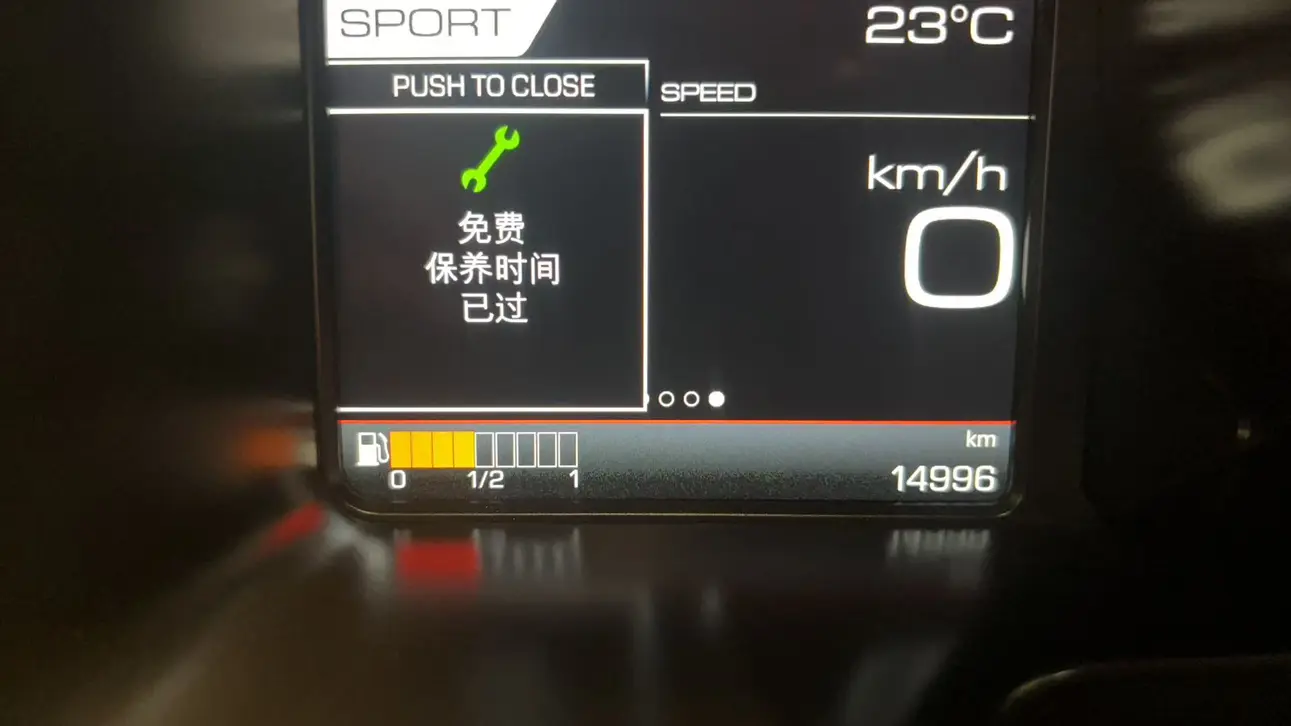 SPORT
23°C
PUSH TO CLOSE
SPEED
免费
保养时间
已过
km/h
0
0 1/2 1
km
14996